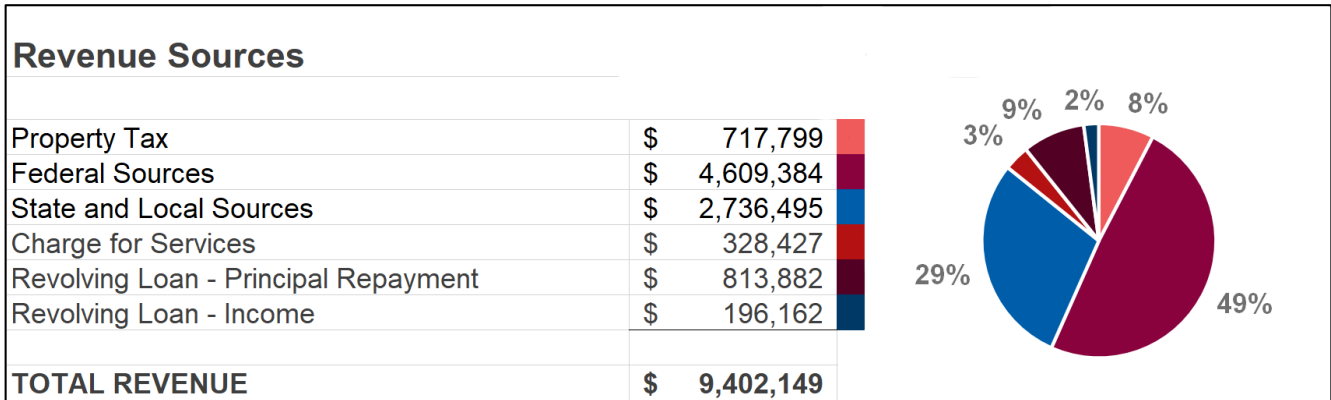 Revenue Sources
Property Tax $ 717,799
Federal Sources $ 4,609,384
State and Local Sources $ 2,736,495
Charge for Services $ 328,427
Revolving Loan - Principal Repayment $ 813,882
Revolving Loan - Income $ 196,162
TOTAL REVENUE $ 9,402,149
9% 2% 8%
3%
29%
49%